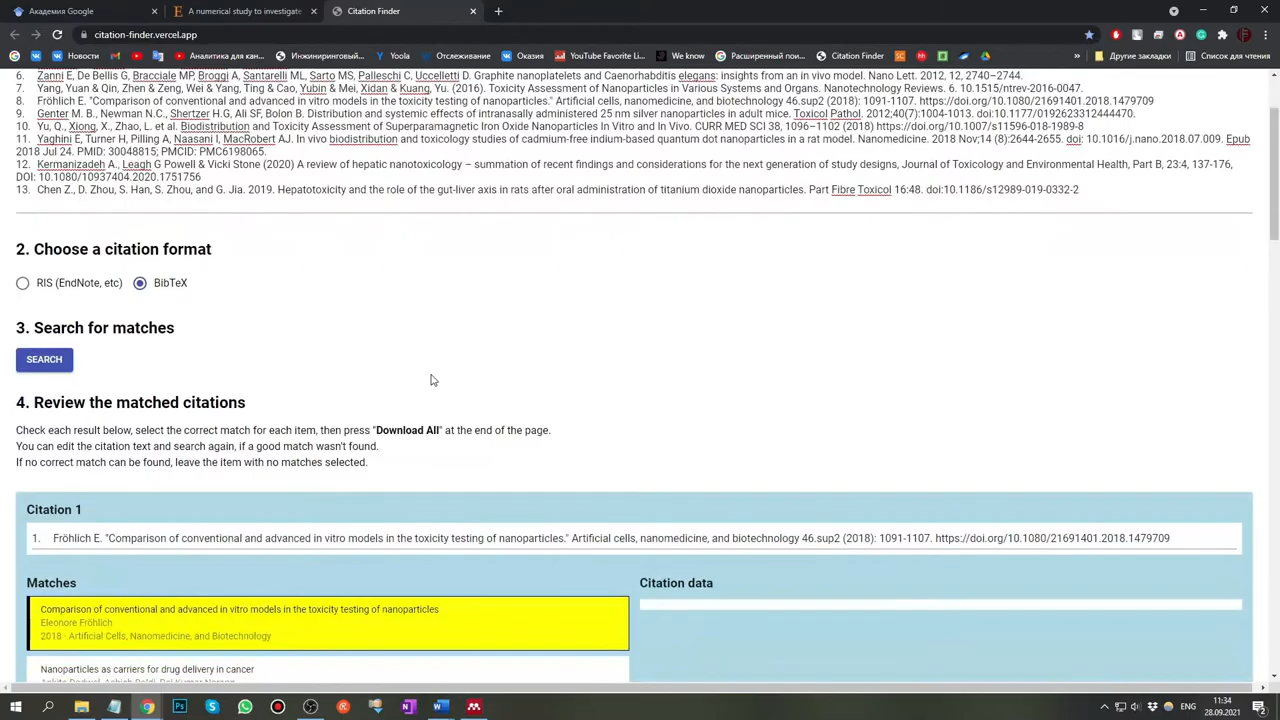 Академия Google
A numerical study to investigate
Citation Finder
citation-finder.vercel.app
Новости
Аналитика для кан...
Инжиниринговый...
Yoola
Отслеживание
Оказия
YouTube Favorite Li...
We know
Расширенный пои...
Citation Finder
Другие закладки
Список для чтения
6. Zanni E, De Bellis G, Bracciale MP, Broggi A, Santarelli ML, Sarto MS, Palleschi C, Uccelletti D. Graphite nanoplatelets and Caenorhabditis elegans: insights from an in vivo model. Nano Lett. 2012, 12, 2740–2744.
7. Yang, Yuan & Qin, Zhen & Zeng, Wei & Yang, Ting & Cao, Yubin & Mei, Xidan & Kuang, Yu. (2016). Toxicity Assessment of Nanoparticles in Various Systems and Organs. Nanotechnology Reviews. 6. 10.1515/ntrev-2016-0047.
8. Fröhlich E. "Comparison of conventional and advanced in vitro models in the toxicity testing of nanoparticles." Artificial cells, nanomedicine, and biotechnology 46.sup2 (2018): 1091-1107. https://doi.org/10.1080/21691401.2018.1479709
9. Genter M. B., Newman N.C., Shertzer H.G, Ali SF, Bolon B. Distribution and systemic effects of intranasally administered 25 nm silver nanoparticles in adult mice. Toxicol Pathol. 2012;40(7):1004-1013. doi:10.1177/0192623312444470.
10. Yu, Q., Xiong, X., Zhao, L. et al. Biodistribution and Toxicity Assessment of Superparamagnetic Iron Oxide Nanoparticles In Vitro and In Vivo. CURR MED SCI 38, 1096–1102 (2018) https://doi.org/10.1007/s11596-018-1989-8
11. Yaghini E, Turner H, Pilling A, Naasani I, MacRobert AJ. In vivo biodistribution and toxicology studies of cadmium-free indium-based quantum dot nanoparticles in a rat model. Nanomedicine. 2018 Nov;14 (8):2644-2655. doi: 10.1016/j.nano.2018.07.009. Epub
2018 Jul 24. PMID: 30048815; PMCID: PMC6198065.
12. Kermanizadeh A., Leagh G Powell & Vicki Stone (2020) A review of hepatic nanotoxicology – summation of recent findings and considerations for the next generation of study designs, Journal of Toxicology and Environmental Health, Part B, 23:4, 137-176,
DOI: 10.1080/10937404.2020.1751756
13. Chen Z., D. Zhou, S. Han, S. Zhou, and G. Jia. 2019. Hepatotoxicity and the role of the gut-liver axis in rats after oral administration of titanium dioxide nanoparticles. Part Fibre Toxicol 16:48. doi:10.1186/s12989-019-0332-2
2. Choose a citation format
RIS (EndNote, etc)
BibTeX
3. Search for matches
SEARCH
4. Review the matched citations
Check each result below, select the correct match for each item, then press "Download All" at the end of the page.
You can edit the citation text and search again, if a good match wasn't found.
If no correct match can be found, leave the item with no matches selected.
Citation 1
1. Fröhlich E. "Comparison of conventional and advanced in vitro models in the toxicity testing of nanoparticles." Artificial cells, nanomedicine, and biotechnology 46.sup2 (2018): 1091-1107. https://doi.org/10.1080/21691401.2018.1479709
Matches
Citation data
Comparison of conventional and advanced in vitro models in the toxicity testing of nanoparticles
Eleonore Fröhlich
2018 · Artificial Cells, Nanomedicine, and Biotechnology
Nanoparticles as carriers for drug delivery in cancer
ENG
11:34
28.09.2021